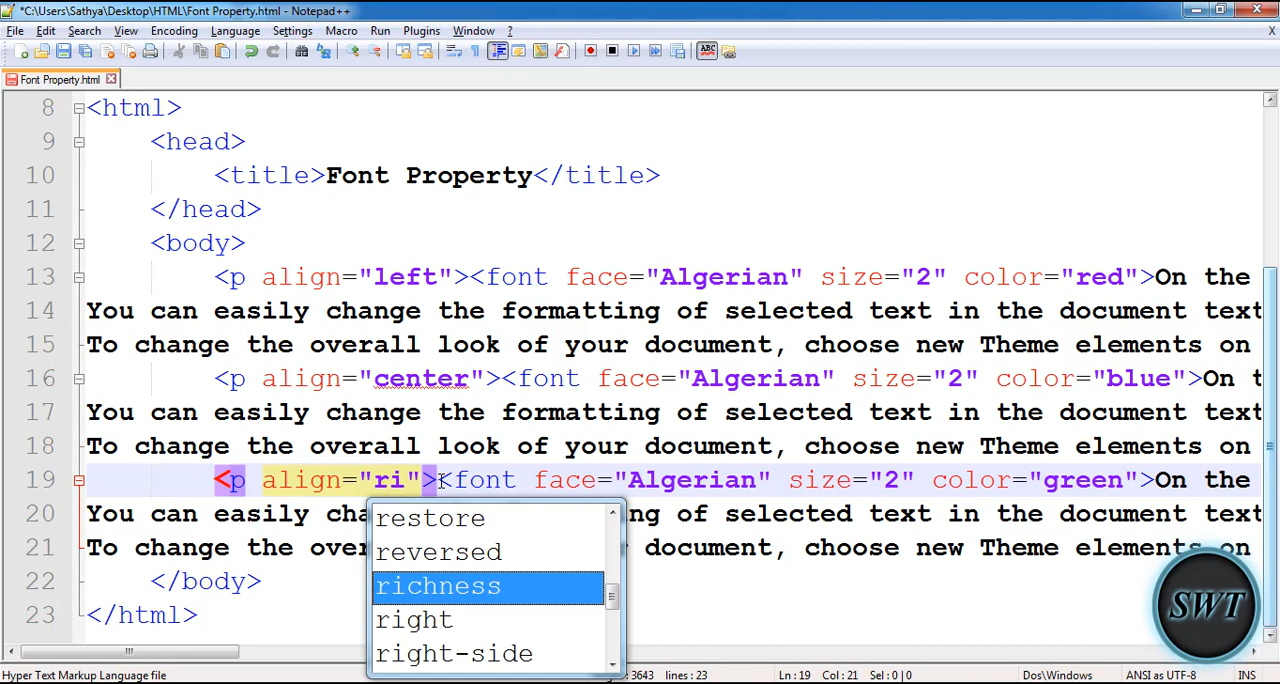 *C:\Users\Sathya\Desktop\HTML\Font Property.html - Notepad++
File Edit Search View Encoding Language Settings Macro Run Plugins Window ? X
ABC
Font Property.html
8 <html>
9 <head>
10 <title>Font Property</title>
11 </head>
12 <body>
13 <p align="left"><font face="Algerian" size="2" color="red">On the
14 You can easily change the formatting of selected text in the document text
15 To change the overall look of your document, choose new Theme elements on
16 <p align="center"><font face="Algerian" size="2" color="blue">On t
17 You can easily change the formatting of selected text in the document text
18 To change the overall look of your document, choose new Theme elements on
19 <p align="ri"><font face="Algerian" size="2" color="green">On the
20 You can easily cha ng of selected text in the document text
21 To change the over document, choose new Theme elements on
22 </body>
23 </html>
restore
reversed
richness
right
right-side
SWT
Hyper Text Markup Language file 3643 lines : 23 Ln : 19 Col : 21 Sel : 0 | 0 Dos\Windows ANSI as UTF-8 INS